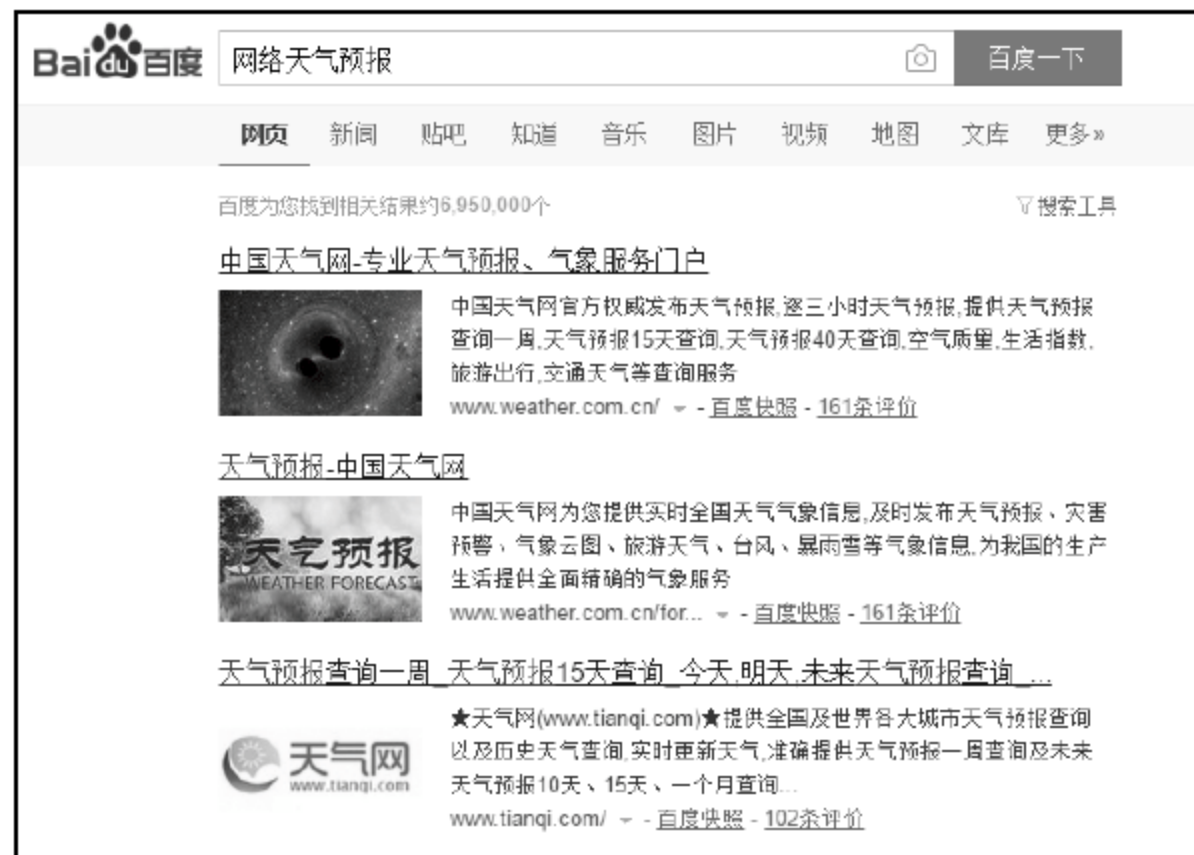 Bai du 百度 网络天气预报 百度一下
网页 新闻 贴吧 知道 音乐 图片 视频 地图 文库 更多»
百度为您找到相关结果约6,950,000个 搜索工具
中国天气网-专业天气预报、气象服务门户
中国天气网官方权威发布天气预报,逐三小时天气预报,提供天气预报
查询一周,天气预报15天查询,天气预报40天查询,空气质量,生活指数,
旅游出行,交通天气等查询服务
www.weather.com.cn/ - 百度快照 - 161条评价
天气预报-中国天气网
天气预报
WEATHER FORECAST
中国天气网为您提供实时全国天气气象信息,及时发布天气预报、灾害
预警、气象云图、旅游天气、台风、暴雨雪等气象信息,为我国的生产
生活提供全面精确的气象服务
www.weather.com.cn/for... - 百度快照 - 161条评价
天气预报查询一周_天气预报15天查询_今天,明天,未来天气预报查询_...
天气网
www.tianqi.com
★天气网(www.tianqi.com)★提供全国及世界各大城市天气预报查询
以及历史天气查询,实时更新天气,准确提供天气预报一周查询及未来
天气预报10天、15天、一个月查询...
www.tianqi.com/ - 百度快照 - 102条评价